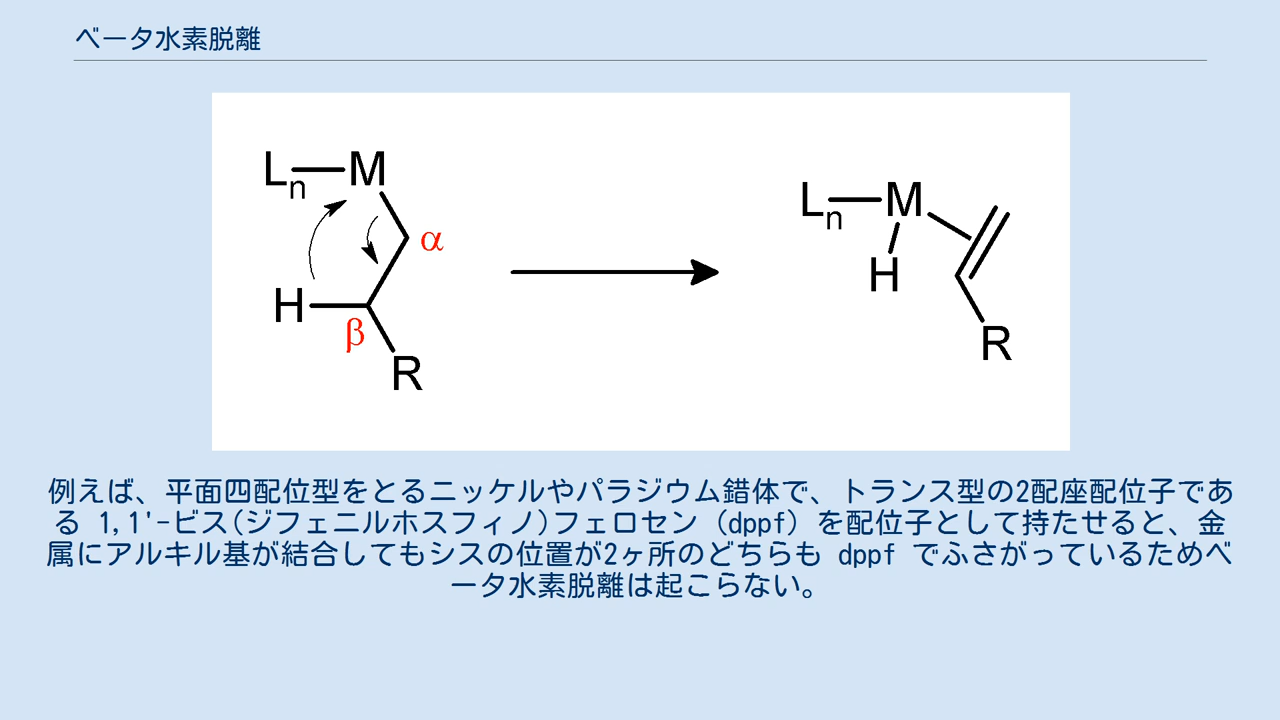 ベータ水素脱離
Ln M
α
H
β
R
Ln M
H
R
例えば、平面四配位型をとるニッケルやパラジウム錯体で、トランス型の2配座配位子であ
る 1,1'-ビス(ジフェニルホスフィノ)フェロセン（dppf）を配位子として持たせると、金
属にアルキル基が結合してもシスの位置が2ヶ所のどちらも dppf でふさがっているためベ
ータ水素脱離は起こらない。